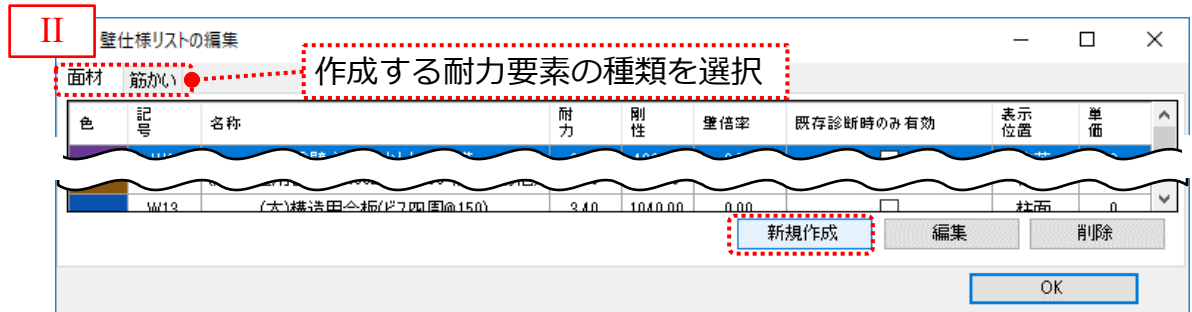 II
壁仕様リストの編集
面材 筋かい
作成する耐力要素の種類を選択
色 記号 名称 耐力 剛性 壁倍率 既存診断時のみ有効 表示位置 単価
W13 (大)構造用合板(ビス四周@150) 3.40 1040.00 0.00 柱面 0
新規作成 編集 削除
OK